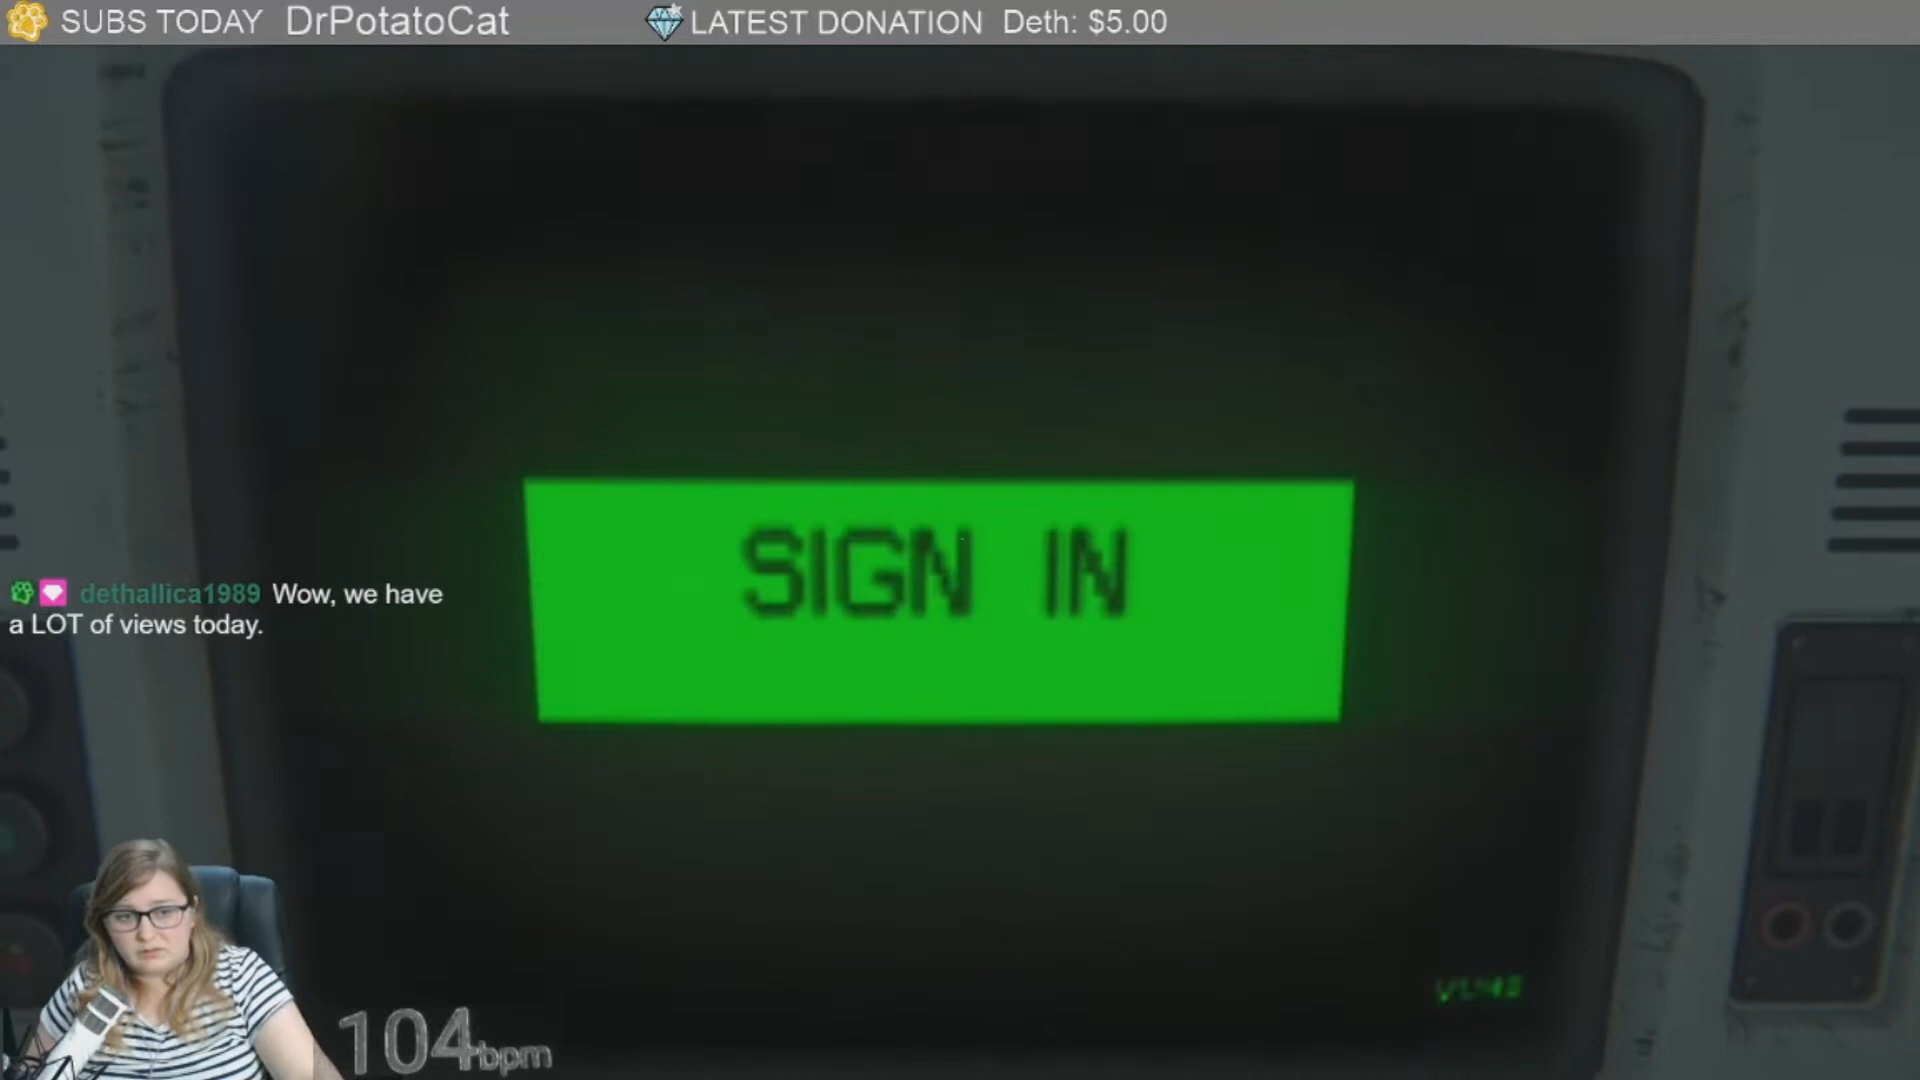 SUBS TODAY DrPotatoCat LATEST DONATION Deth: $5.00
SIGN IN
dethallica1989 Wow, we have
a LOT of views today.
104bpm